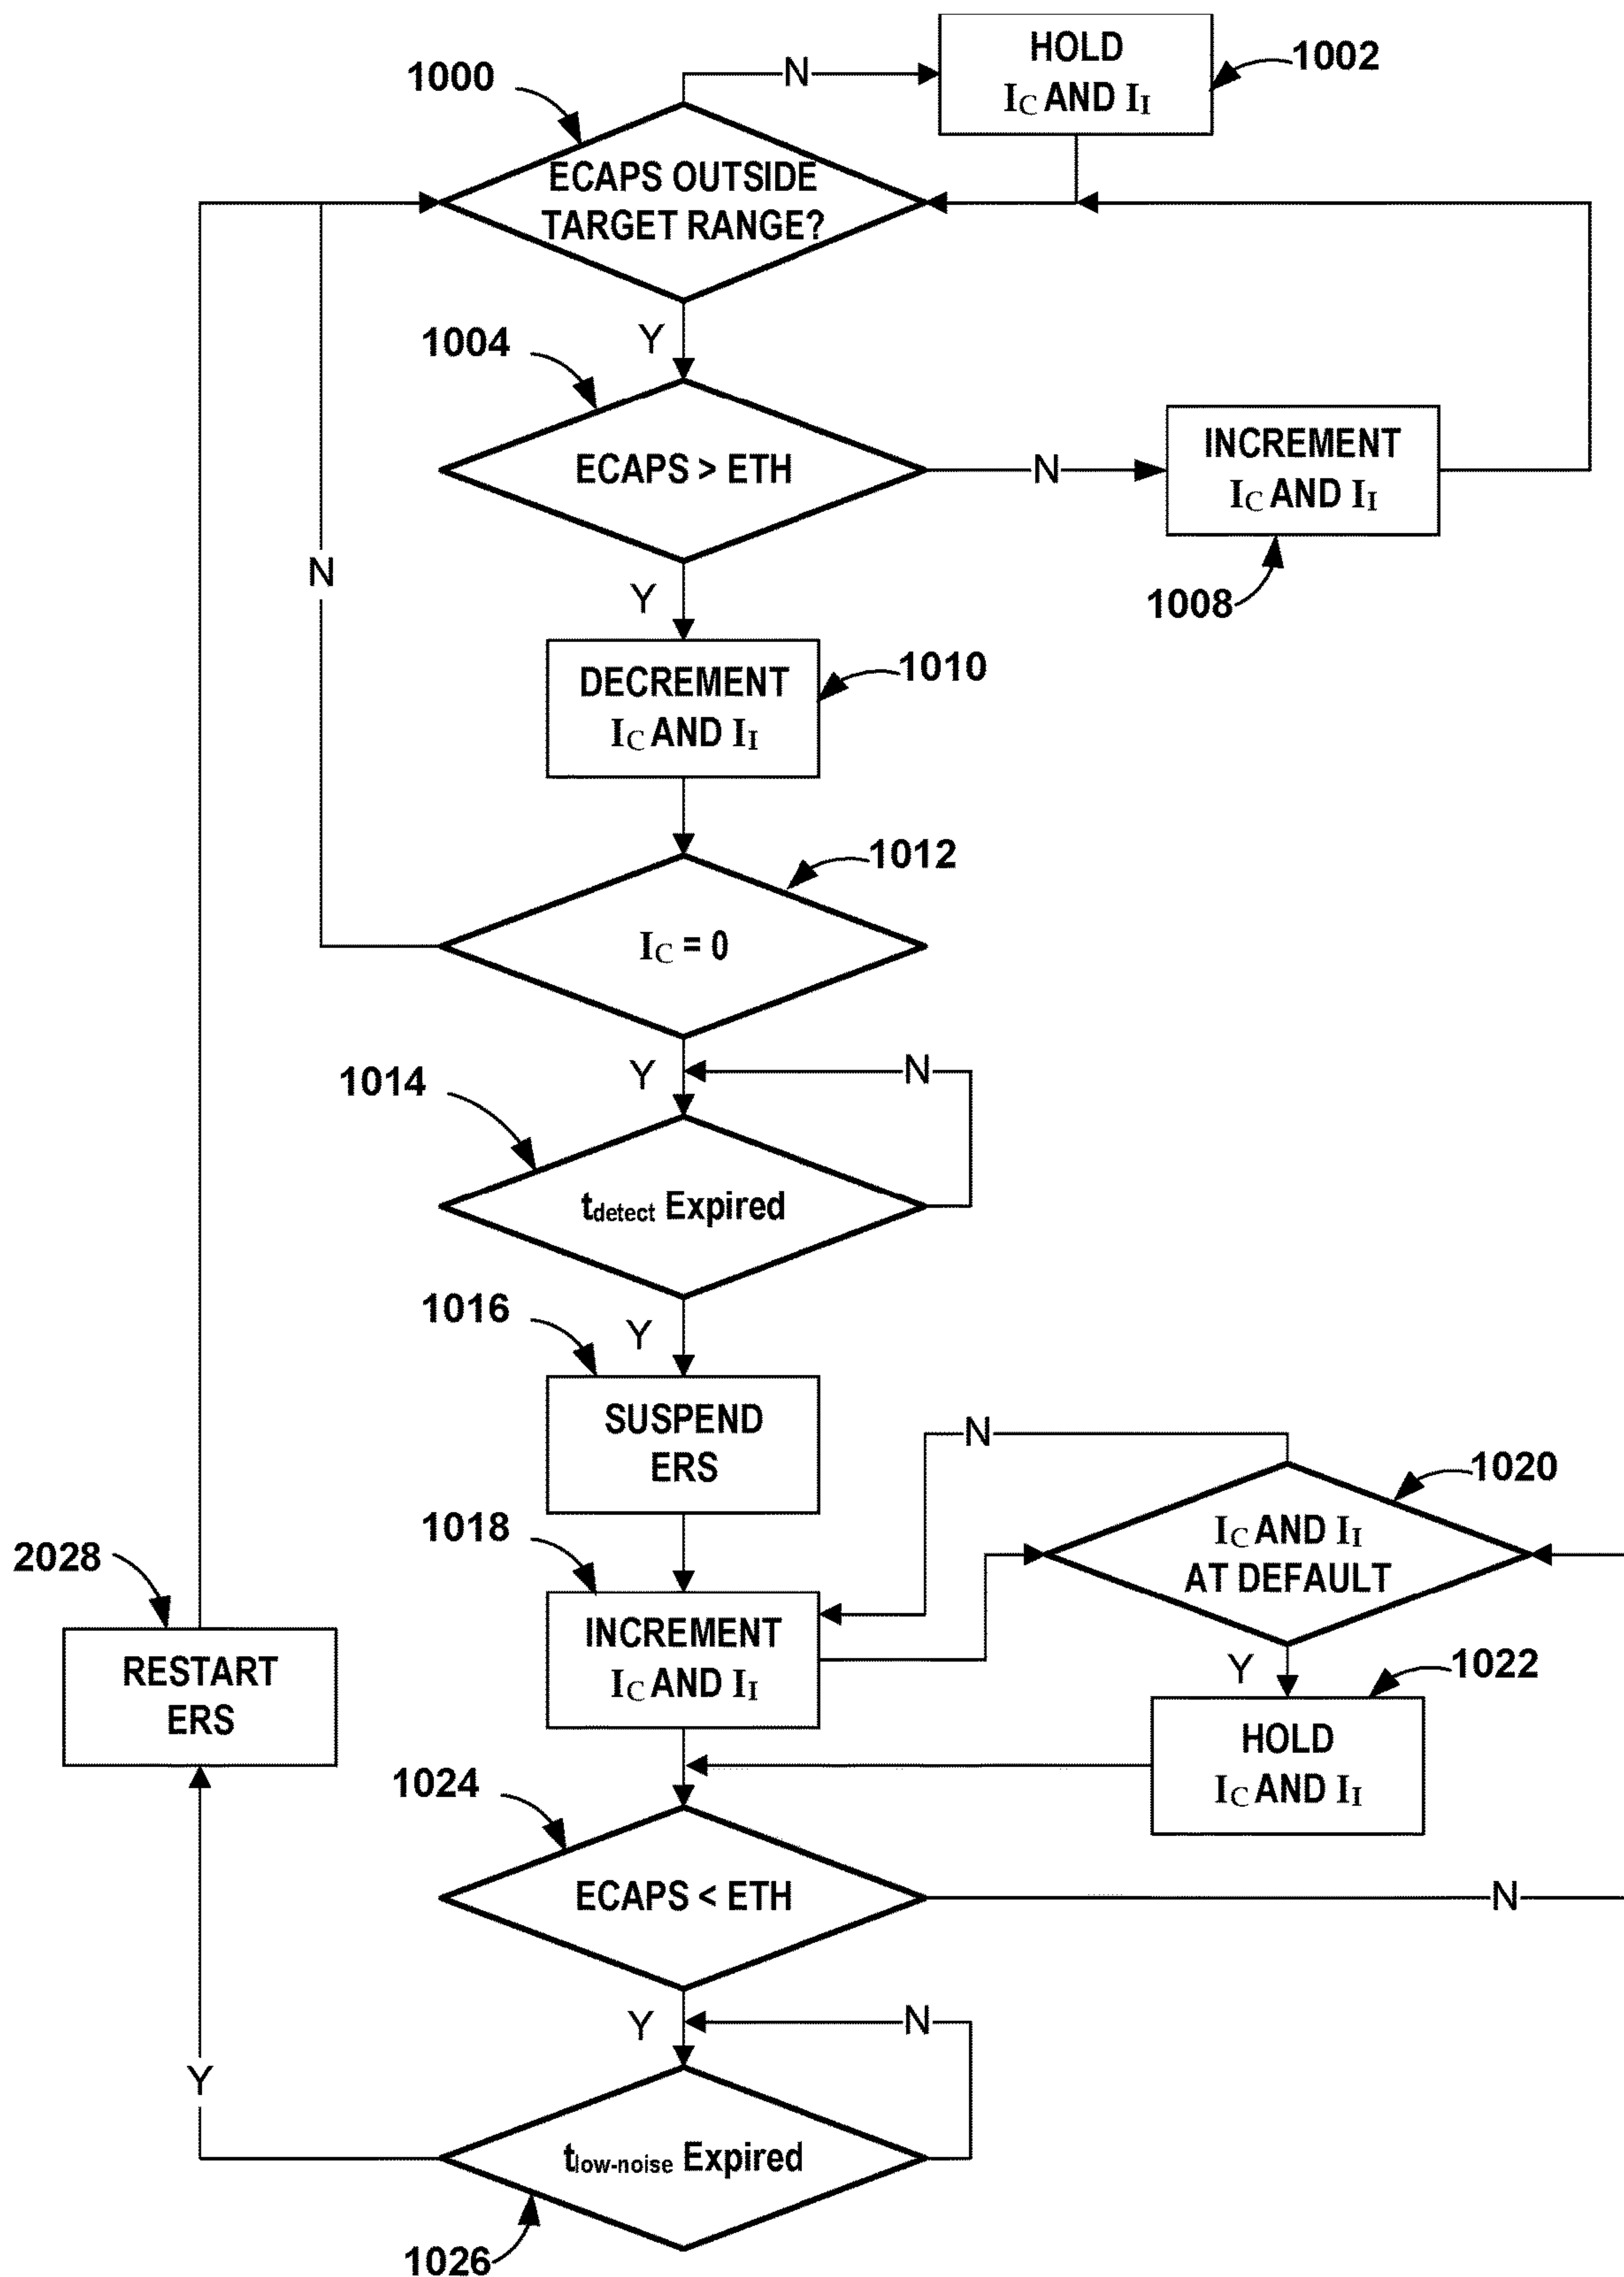 1000
N
HOLD
IC AND II
1002
ECAPS OUTSIDE
TARGET RANGE?
Y
1004
ECAPS > ETH
N
INCREMENT
IC AND II
1008
N
Y
DECREMENT
IC AND II
1010
1012
IC = 0
Y
N
1014
tdetect Expired
1016
Y
SUSPEND
ERS
N
1020
IC AND II
AT DEFAULT
1018
2028
INCREMENT
IC AND II
RESTART
ERS
Y
1022
HOLD
IC AND II
1024
ECAPS < ETH
N
Y
N
Y
tlow-noise Expired
1026